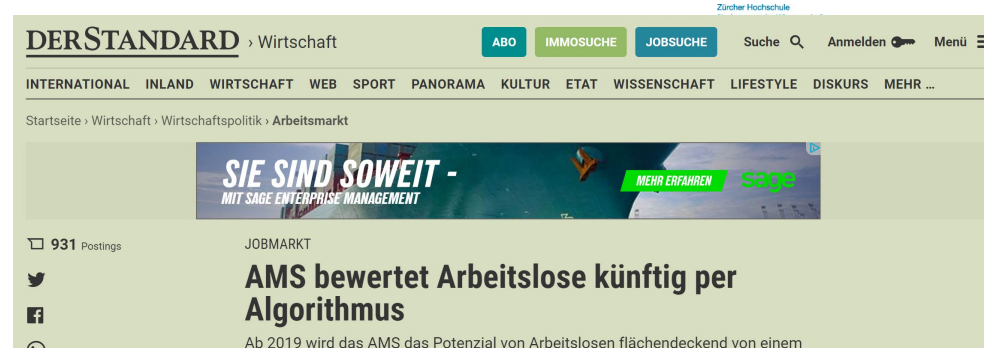 Zürcher Hochschule
DERSTANDARD › Wirtschaft
ABO
IMMOSUCHE
JOBSUCHE
Suche
Anmelden
Menü
INTERNATIONAL INLAND WIRTSCHAFT WEB SPORT PANORAMA KULTUR ETAT WISSENSCHAFT LIFESTYLE DISKURS MEHR ...
Startseite › Wirtschaft › Wirtschaftspolitik › Arbeitsmarkt
SIE SIND SOWEIT -
MIT SAGE ENTERPRISE MANAGEMENT
MEHR ERFAHREN
sage
931 Postings
JOBMARKT
AMS bewertet Arbeitslose künftig per
Algorithmus
Ab 2019 wird das AMS das Potenzial von Arbeitslosen flächendeckend von einem